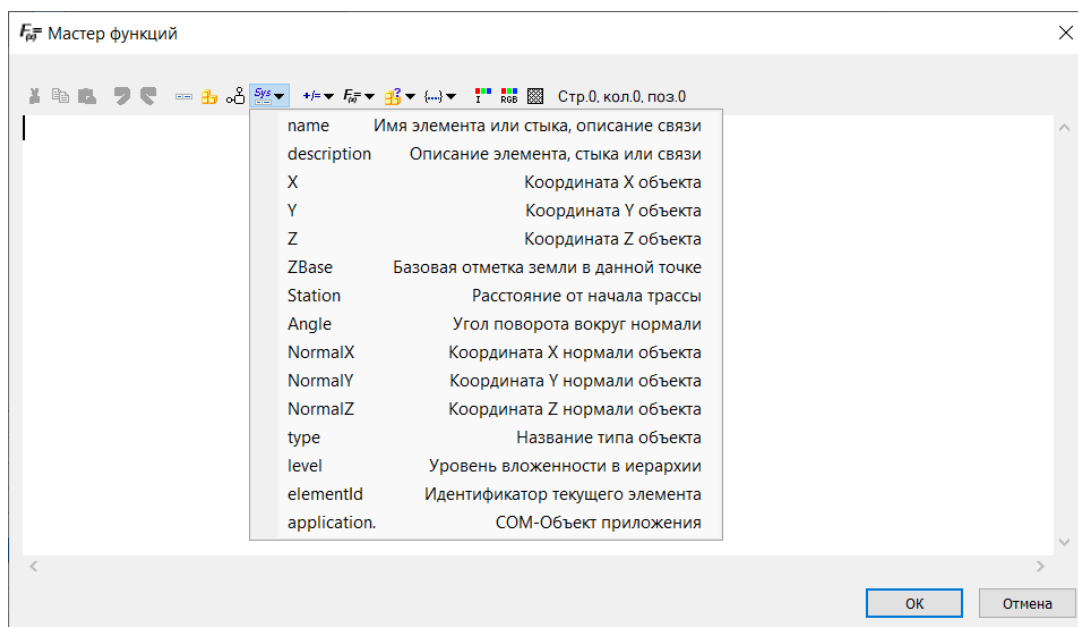 F(x)= Мастер функций
Sys +/= F(x)= ? {...} I RGB Стр.0, кол.0, поз.0
name Имя элемента или стыка, описание связи
description Описание элемента, стыка или связи
X Координата X объекта
Y Координата Y объекта
Z Координата Z объекта
ZBase Базовая отметка земли в данной точке
Station Расстояние от начала трассы
Angle Угол поворота вокруг нормали
NormalX Координата X нормали объекта
NormalY Координата Y нормали объекта
NormalZ Координата Z нормали объекта
type Название типа объекта
level Уровень вложенности в иерархии
elementId Идентификатор текущего элемента
application. COM-Объект приложения
OK Отмена